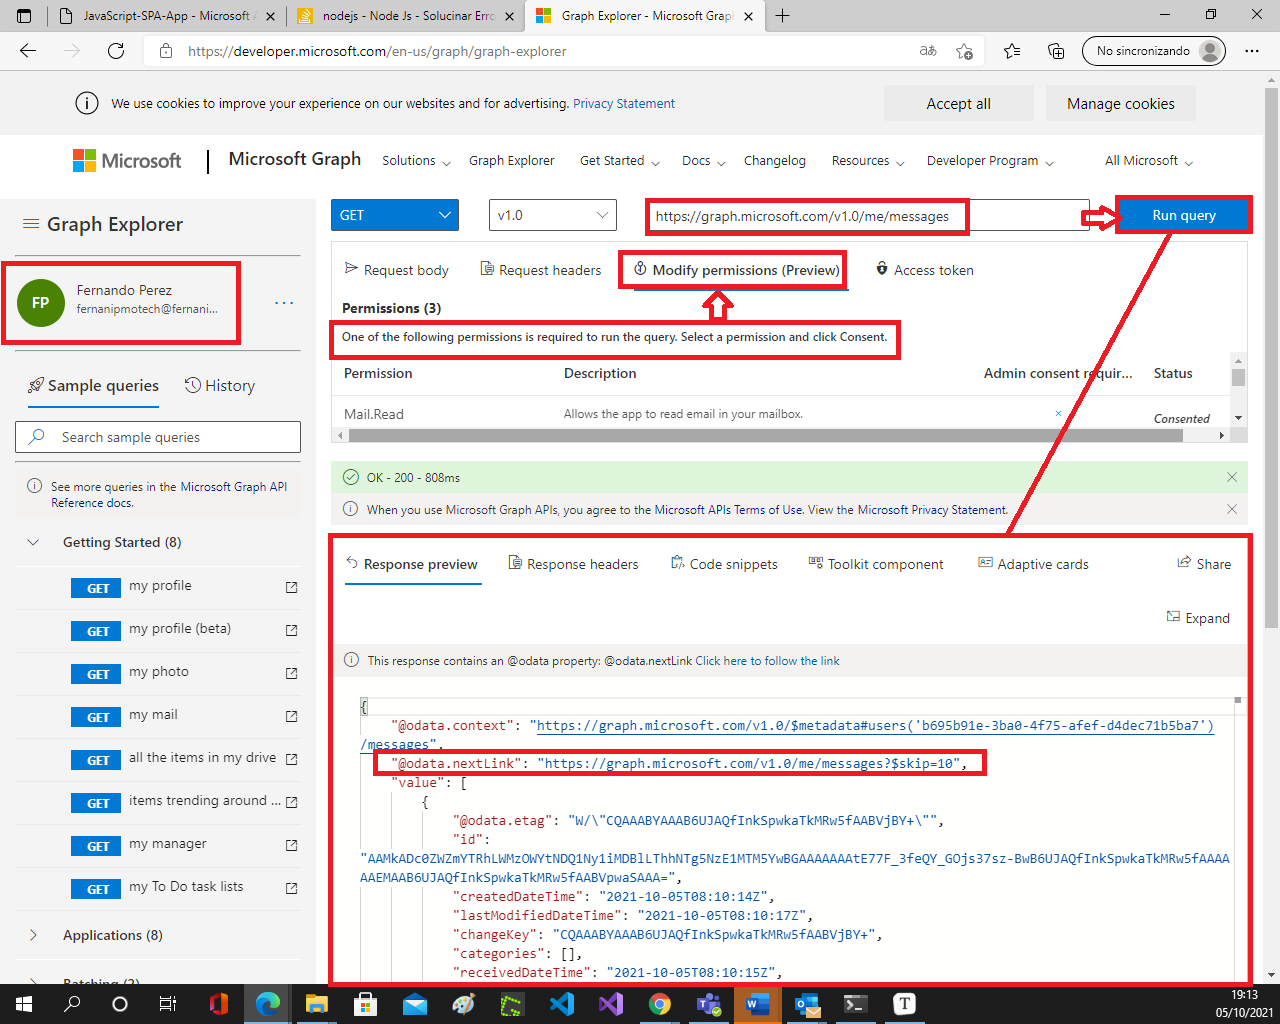 JavaScript-SPA-App - Microsoft
nodejs - Node Js - Solucinar Erro
Graph Explorer - Microsoft Grap
https://developer.microsoft.com/en-us/graph/graph-explorer
No sincronizando
We use cookies to improve your experience on our websites and for advertising. Privacy Statement
Accept all
Manage cookies
Microsoft
Microsoft Graph
Solutions
Graph Explorer
Get Started
Docs
Changelog
Resources
Developer Program
All Microsoft
Graph Explorer
FP
Fernando Perez
fernanipmotech@fernani...
Sample queries
History
Search sample queries
See more queries in the Microsoft Graph API
Reference docs.
Getting Started (8)
GET my profile
GET my profile (beta)
GET my photo
GET my mail
GET all the items in my drive
GET items trending around ...
GET my manager
GET my To Do task lists
Applications (8)
Batching (2)
GET
v1.0
https://graph.microsoft.com/v1.0/me/messages
Run query
Request body
Request headers
Modify permissions (Preview)
Access token
Permissions (3)
One of the following permissions is required to run the query. Select a permission and click Consent.
Permission
Description
Admin consent requir...
Status
Mail.Read
Allows the app to read email in your mailbox.
Consented
OK - 200 - 808ms
When you use Microsoft Graph APIs, you agree to the Microsoft APIs Terms of Use. View the Microsoft Privacy Statement.
Response preview
Response headers
Code snippets
Toolkit component
Adaptive cards
Share
Expand
This response contains an @odata property: @odata.nextLink Click here to follow the link
{
"@odata.context": "https://graph.microsoft.com/v1.0/$metadata#users('b695b91e-3ba0-4f75-afef-d4dec71b5ba7')
/messages",
"@odata.nextLink": "https://graph.microsoft.com/v1.0/me/messages?$skip=10",
"value": [
{
"@odata.etag": "W/\"CQAAABYAAAB6UJAQfInkSpwkaTkMRw5fAABVjBY+\"",
"id":
"AAMkADc0ZWZmYTRhLWMzOWYtNDQ1Ny1iMDBlLThhNTg5NzE1MTM5YwBGAAAAAAAtE77F_3feQY_GOjs37sz-BwB6UJAQfInkSpwkaTkMRw5fAAAA
AAEMAAB6UJAQfInkSpwkaTkMRw5fAABVpwaSAAA=",
"createdDateTime": "2021-10-05T08:10:14Z",
"lastModifiedDateTime": "2021-10-05T08:10:17Z",
"changeKey": "CQAAABYAAAB6UJAQfInkSpwkaTkMRw5fAABVjBY+",
"categories": [],
"receivedDateTime": "2021-10-05T08:10:15Z",
19:13
05/10/2021